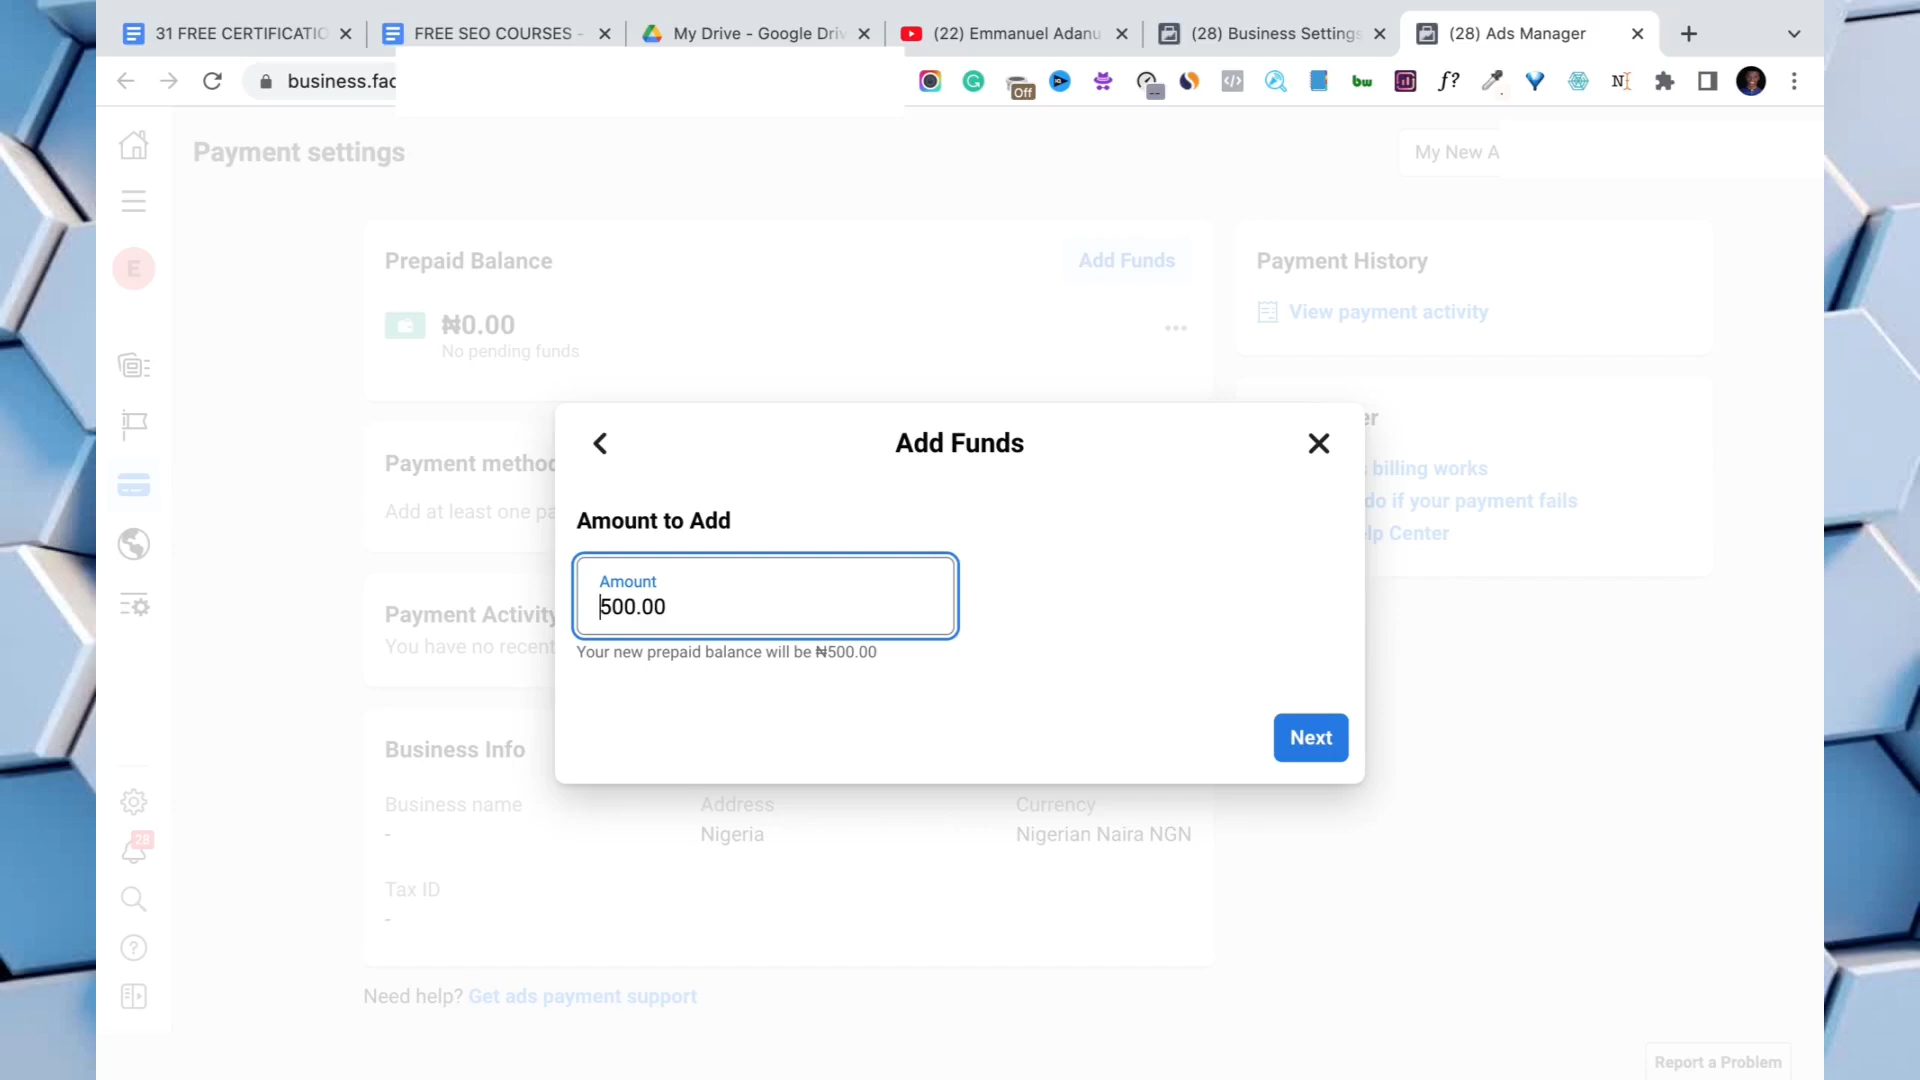 31 FREE CERTIFICATIO
FREE SEO COURSES -
My Drive - Google Driv
(22) Emmanuel Adanu
(28) Business Settings
(28) Ads Manager
business.fac
Off
bw
f?
Payment settings
My New A
E
Prepaid Balance
Add Funds
₦0.00
No pending funds
Payment History
View payment activity
Add Funds
Payment method
Add at least one pa
er
billing works
do if your payment fails
lp Center
Amount to Add
Amount
500.00
Your new prepaid balance will be ₦500.00
Next
Payment Activity
You have no recent
Business Info
Business name
-
Address
Nigeria
Currency
Nigerian Naira NGN
28
Tax ID
-
Need help? Get ads payment support
Report a Problem